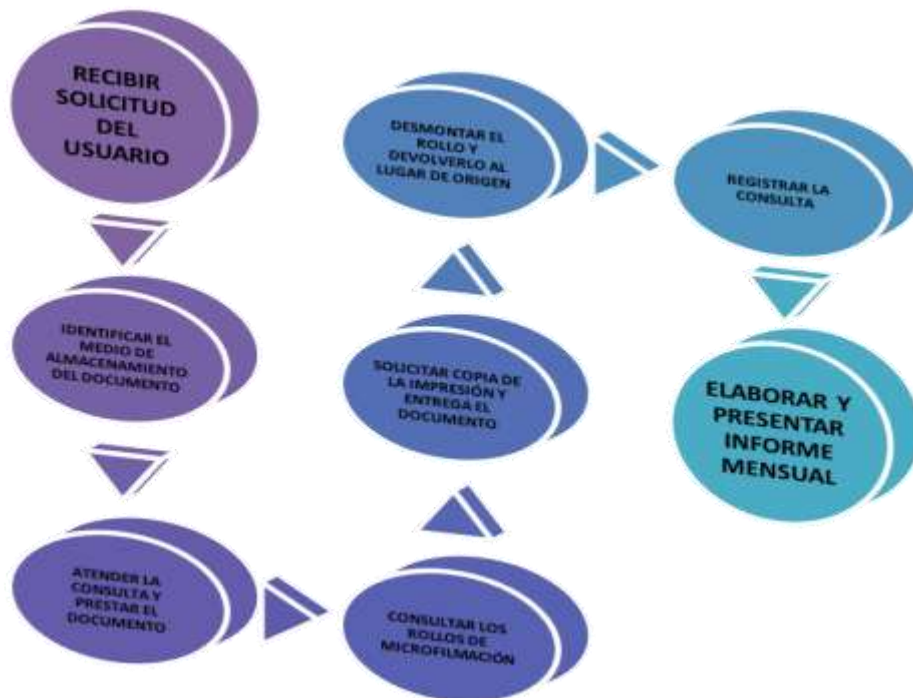 RECIBIR
SOLICITUD
DEL
USUARIO
IDENTIFICAR EL
MEDIO DE
ALMACENAMIENTO
DEL DOCUMENTO
ATENDER LA
CONSULTA Y
PRESTAR EL
DOCUMENTO
CONSULTAR LOS
ROLLOS DE
MICROFILMACIÓN
SOLICITAR COPIA DE
LA IMPRESIÓN Y
ENTREGA EL
DOCUMENTO
DESMONTAR EL
ROLLO Y
DEVOLVERLO AL
LUGAR DE ORIGEN
REGISTRAR LA
CONSULTA
ELABORAR Y
PRESENTAR
INFORME
MENSUAL